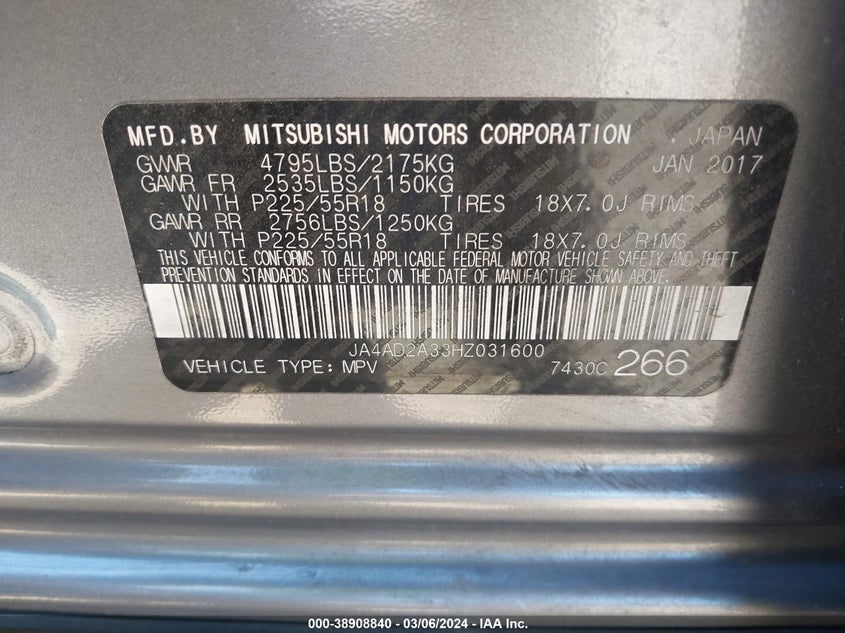 MFD.BY MITSUBISHI MOTORS CORPORATION , JAPAN
GVWR 4795LBS/2175KG JAN 2017
GAWR FR 2535LBS/1150KG
WITH P225/55R18 TIRES 18X7.0J RIMS
GAWR RR 2756LBS/1250KG
WITH P225/55R18 TIRES 18X7.0J RIMS
THIS VEHICLE CONFORMS TO ALL APPLICABLE FEDERAL MOTOR VEHICLE SAFETY AND THEFT
PREVENTION STANDARDS IN EFFECT ON THE DATE OF MANUFACTURE SHOWN ABOVE.
JA4AD2A33HZ031600
VEHICLE TYPE: MPV 7430C 266
000-38908840 - 03/06/2024 - IAA Inc.